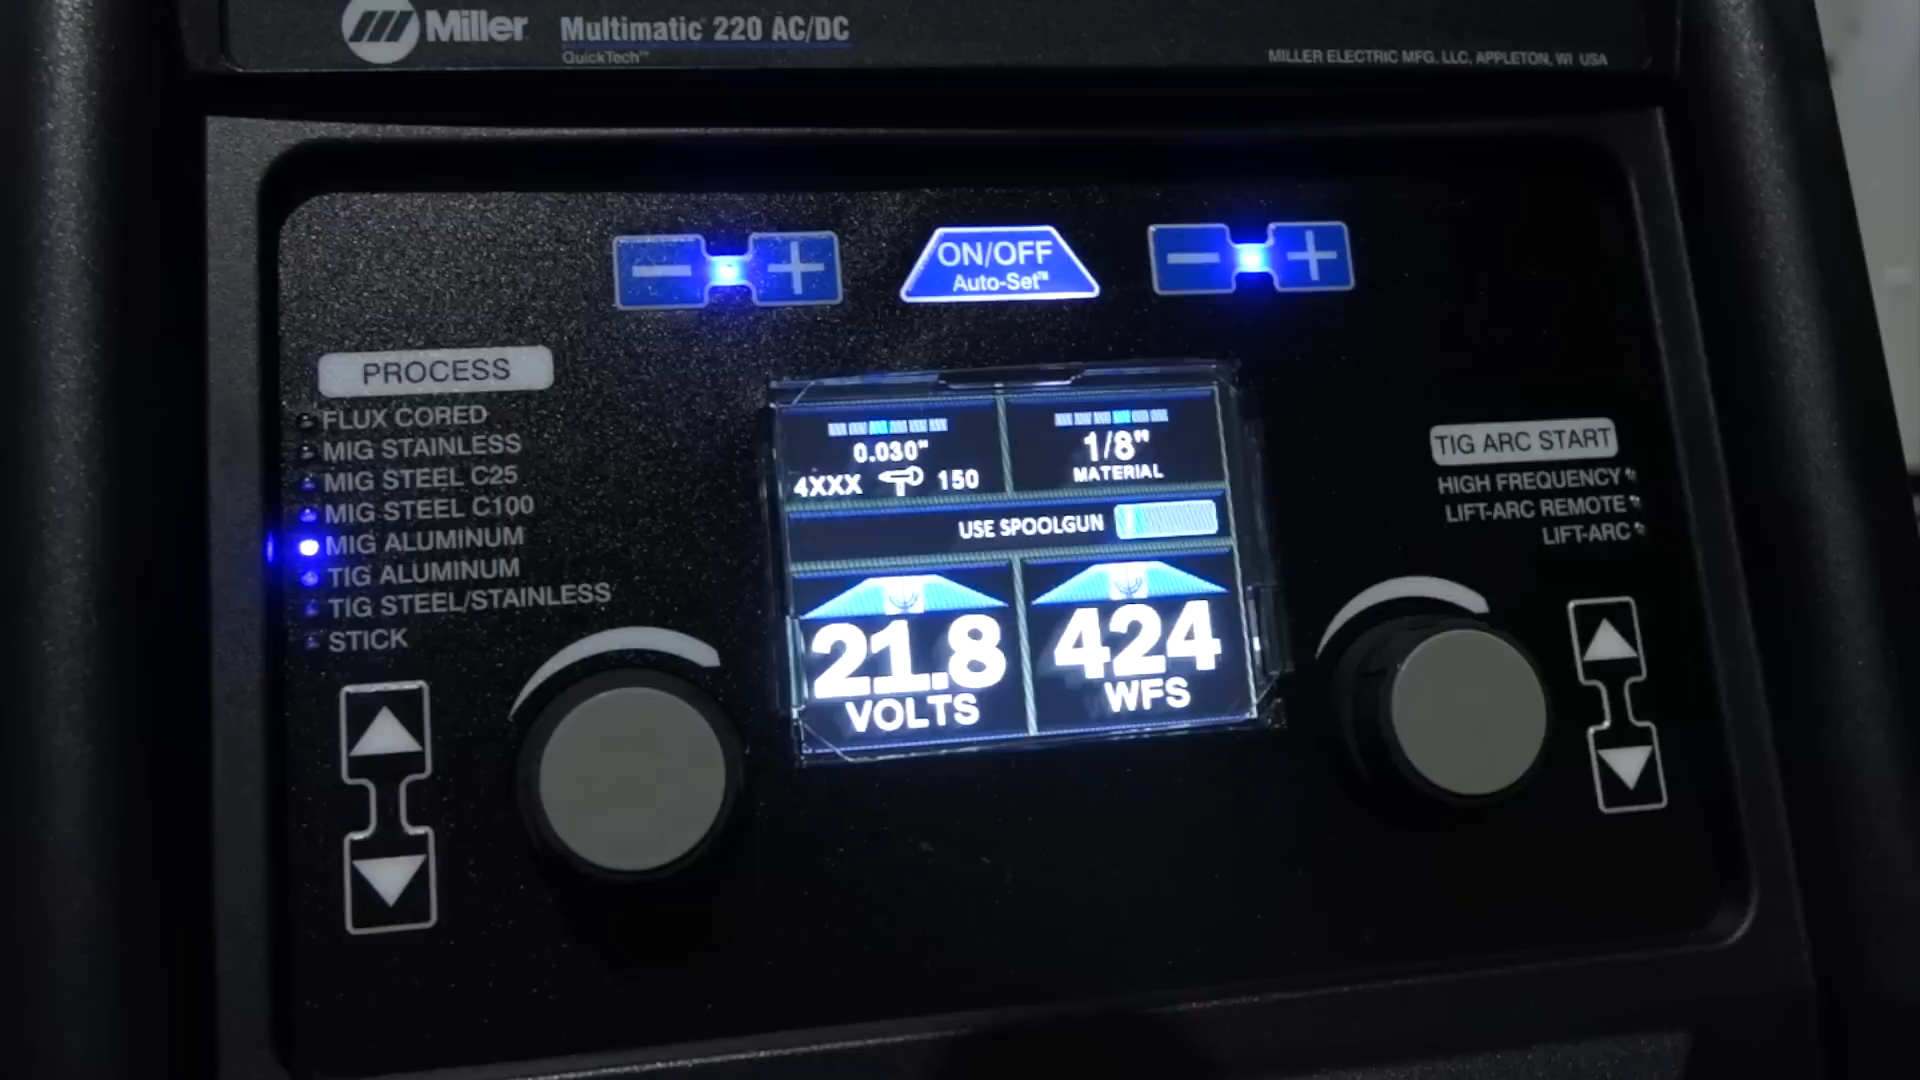 Miller Multimatic 220 AC/DC
QuickTech™
MILLER ELECTRIC MFG. LLC, APPLETON, WI USA
ON/OFF
Auto-Set™
PROCESS
FLUX CORED
MIG STAINLESS
MIG STEEL C25
MIG STEEL C100
MIG ALUMINUM
TIG ALUMINUM
TIG STEEL/STAINLESS
STICK
0.030"
4XXX 150
1/8"
MATERIAL
USE SPOOLGUN
21.8
VOLTS
424
WFS
TIG ARC START
HIGH FREQUENCY
LIFT-ARC REMOTE
LIFT-ARC